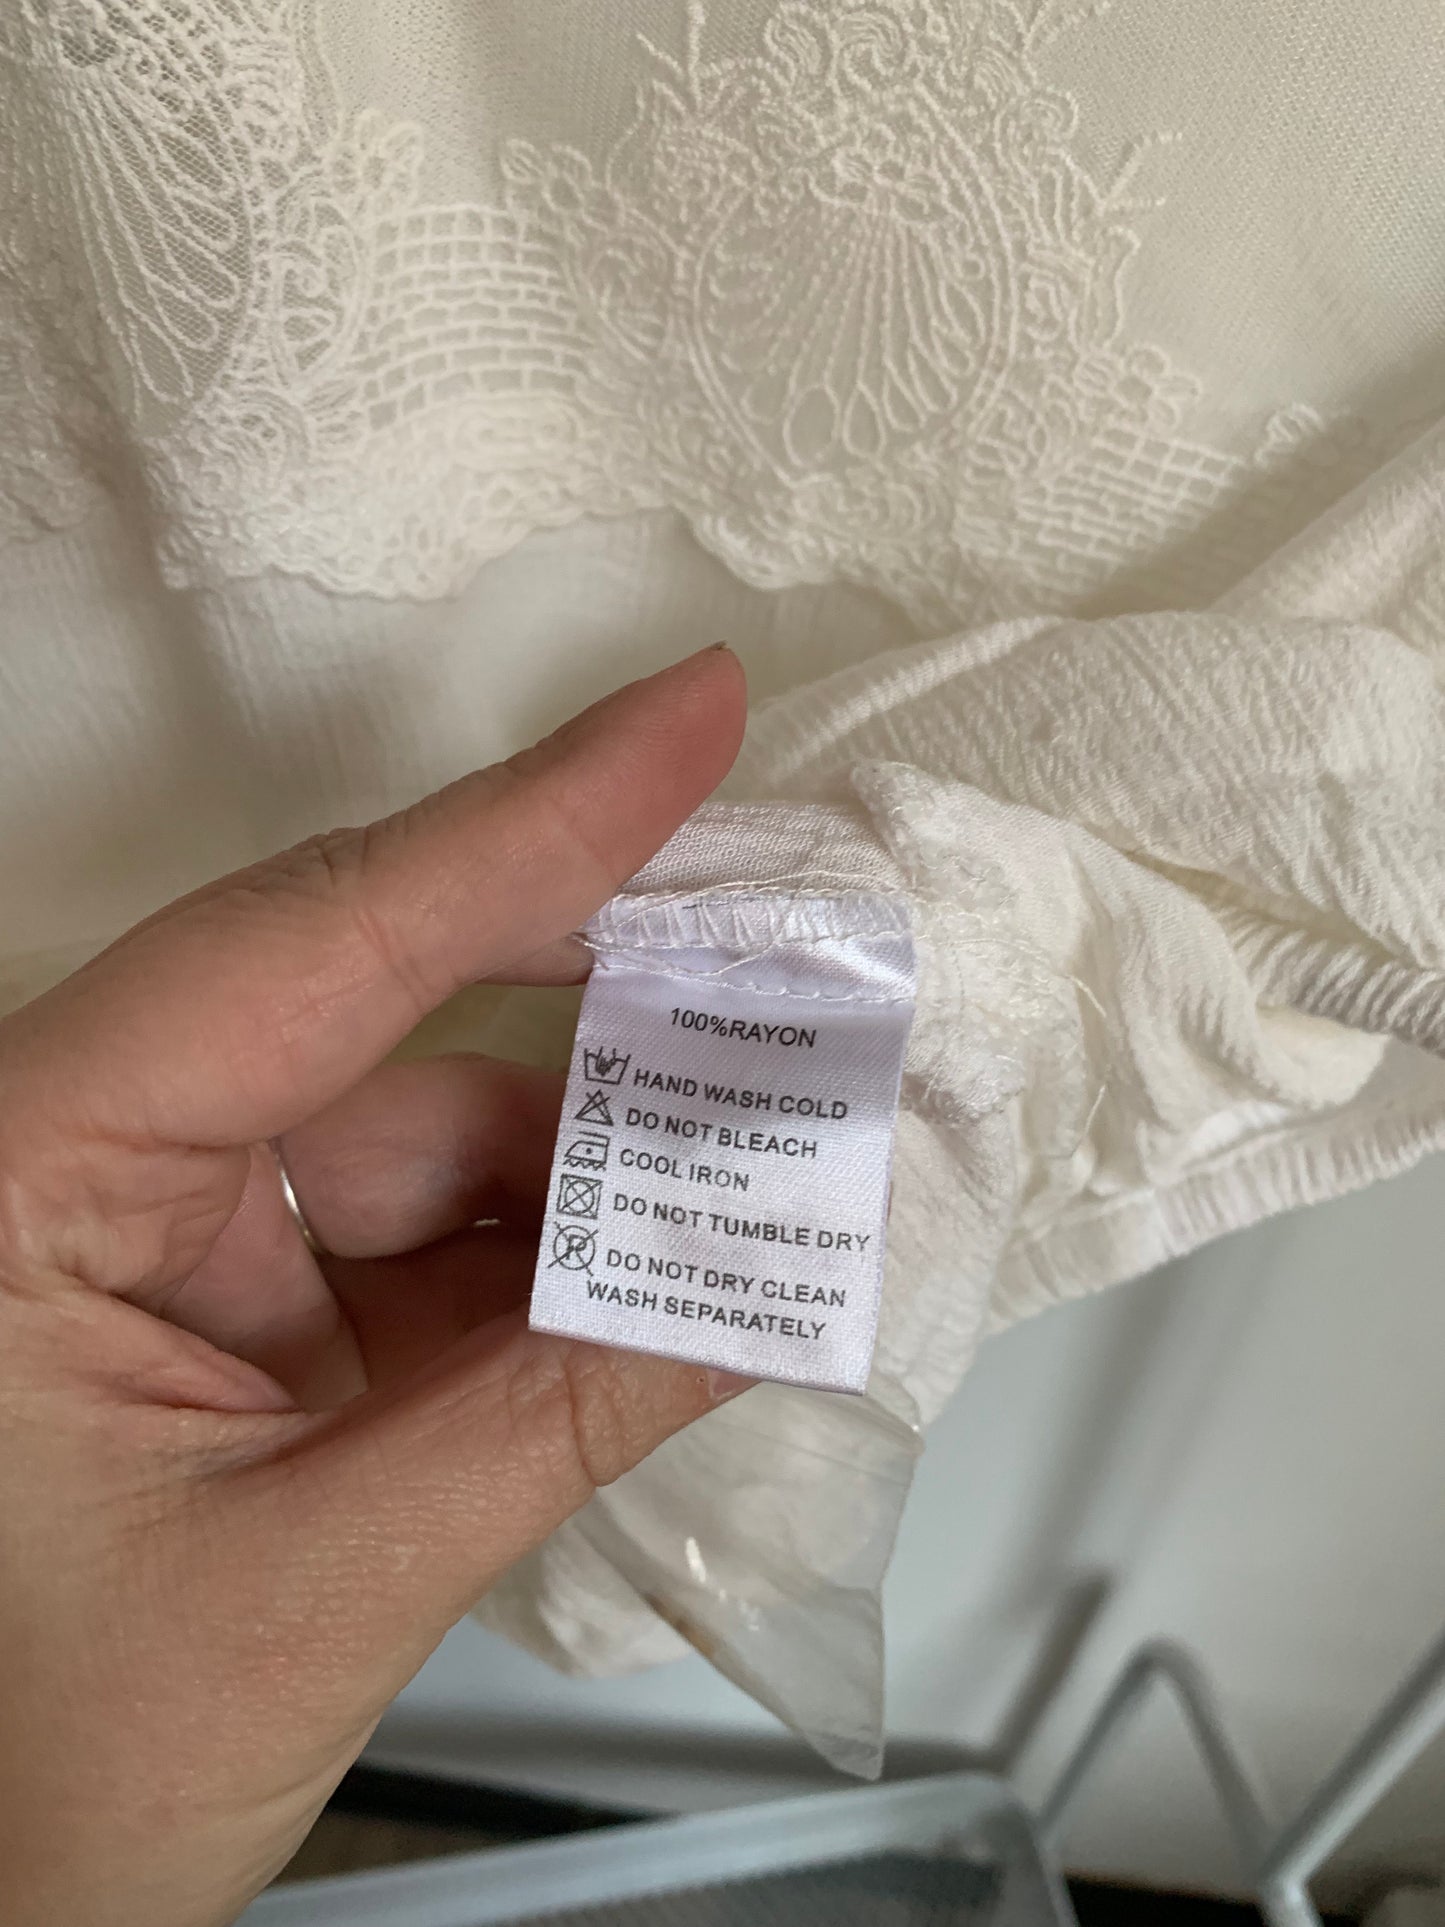 100%RAYON
HAND WASH COLD
DO NOT BLEACH
COOL IRON
DO NOT TUMBLE DRY
P DO NOT DRY CLEAN
WASH SEPARATELY